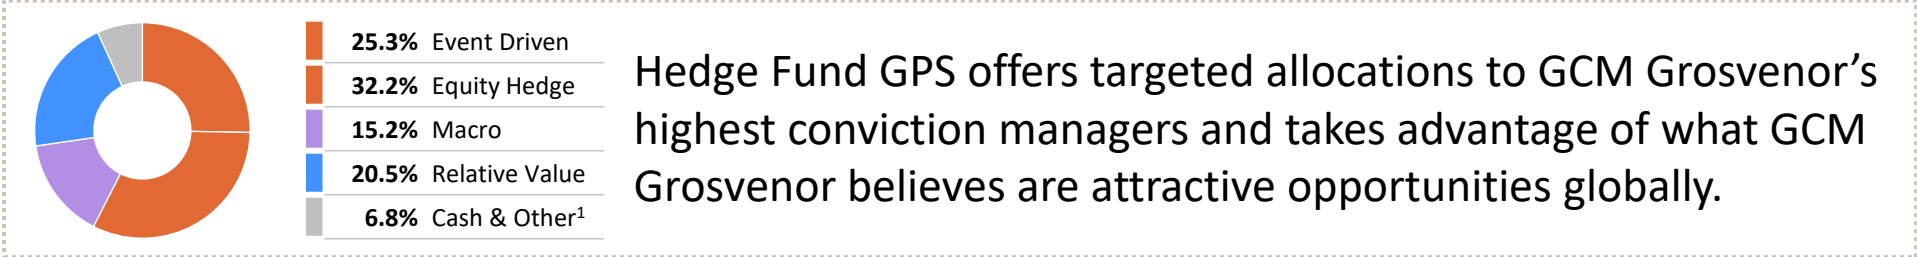 25.3% Event Driven
32.2% Equity Hedge
15.2% Macro
20.5% Relative Value
6.8% Cash & Other¹
Hedge Fund GPS offers targeted allocations to GCM Grosvenor’s
highest conviction managers and takes advantage of what GCM
Grosvenor believes are attractive opportunities globally.